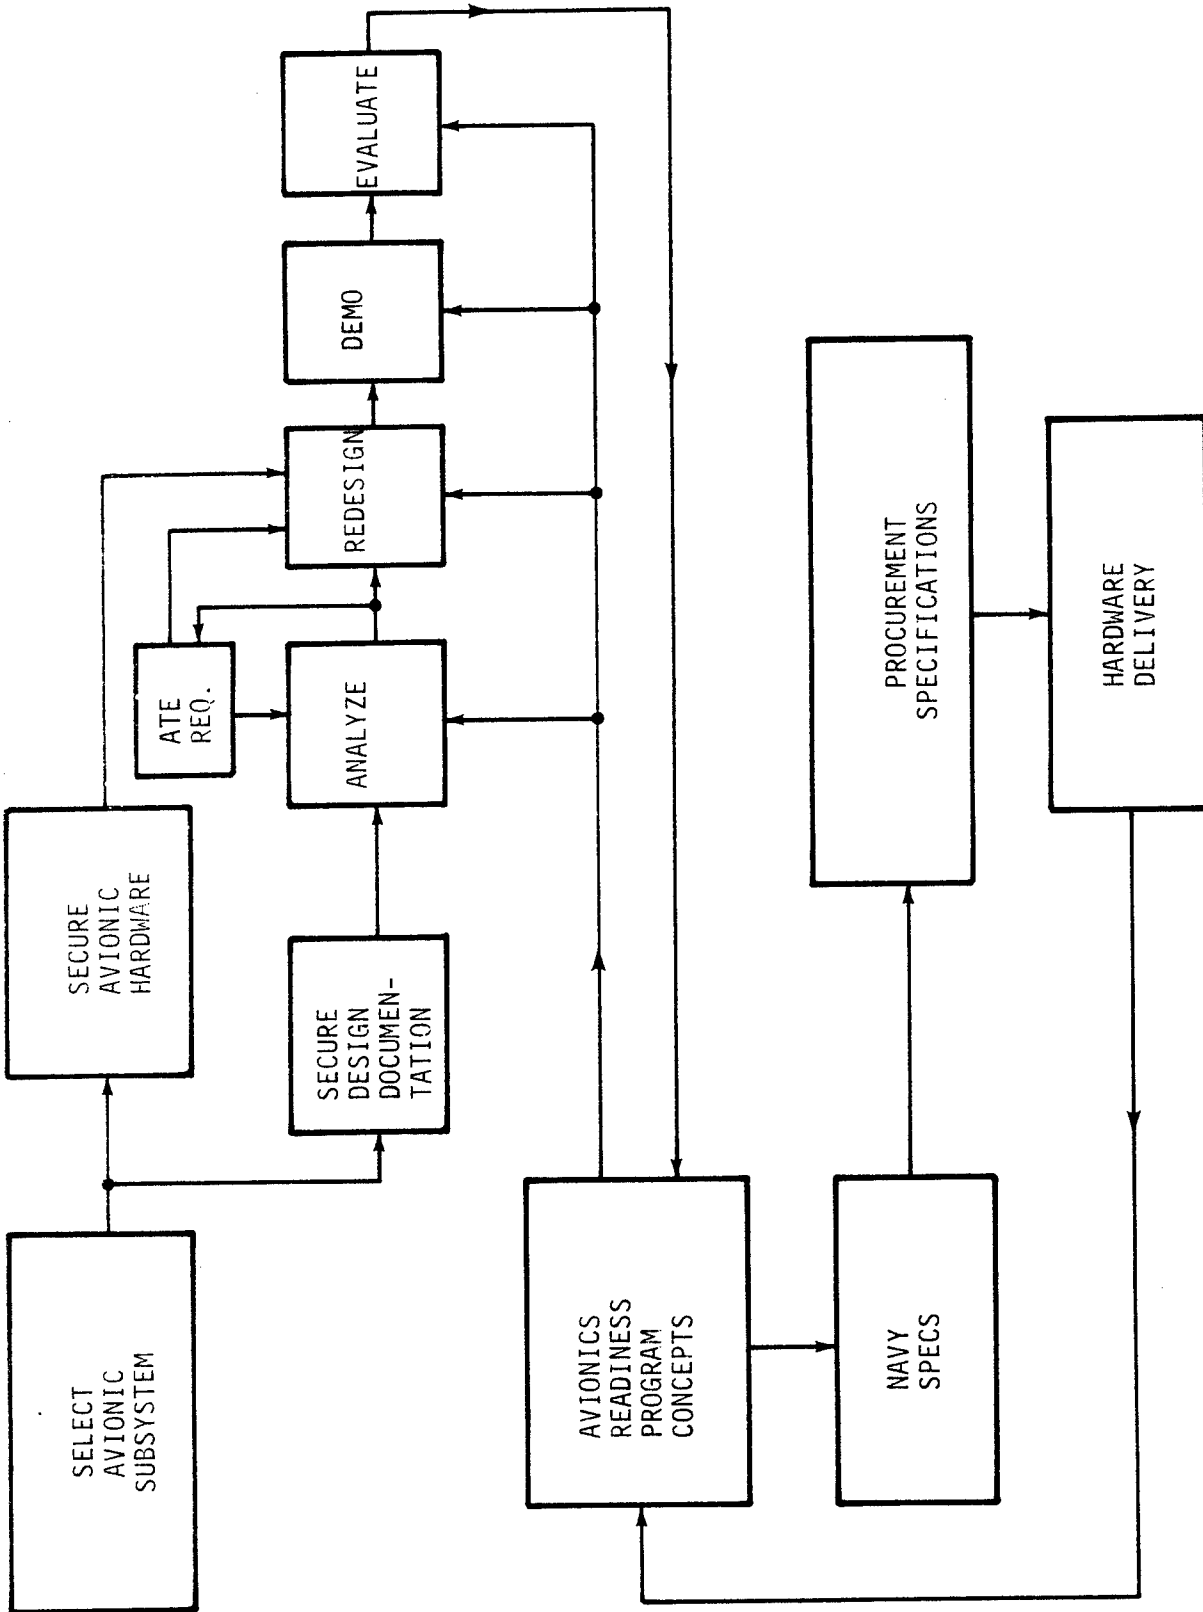 SELECT
AVIONIC
SUBSYSTEM
SECURE
AVIONIC
HARDWARE
SECURE
DESIGN
DOCUMEN-
TATION
ATE
REQ.
ANALYZE
REDESIGN
DEMO
EVALUATE
AVIONICS
READINESS
PROGRAM
CONCEPTS
NAVY
SPECS
PROCUREMENT
SPECIFICATIONS
HARDWARE
DELIVERY